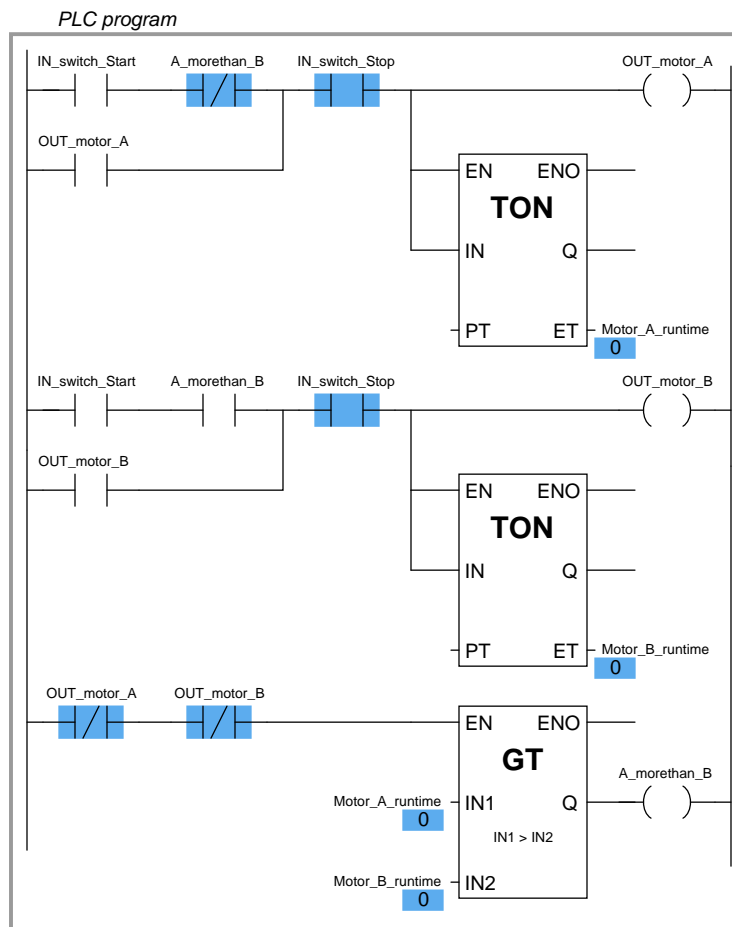 PLC program
IN_switch_Start A_morethan_B IN_switch_Stop OUT_motor_A
OUT_motor_A
EN ENO
TON
IN Q
PT ET Motor_A_runtime
0
IN_switch_Start A_morethan_B IN_switch_Stop OUT_motor_B
OUT_motor_B
EN ENO
TON
IN Q
PT ET Motor_B_runtime
0
OUT_motor_A OUT_motor_B
EN ENO
GT
A_morethan_B
Motor_A_runtime IN1 Q
0
IN1 > IN2
Motor_B_runtime IN2
0